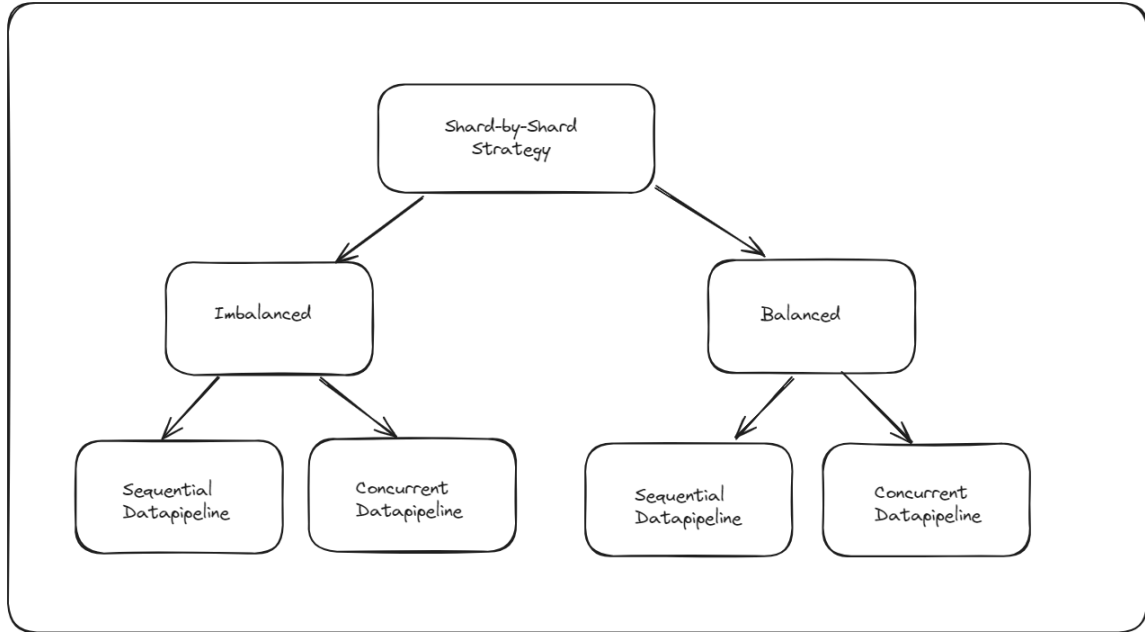 Shard-by-Shard
Strategy
Imbalanced
Balanced
Sequential
Datapipeline
Concurrent
Datapipeline
Sequential
Datapipeline
Concurrent
Datapipeline